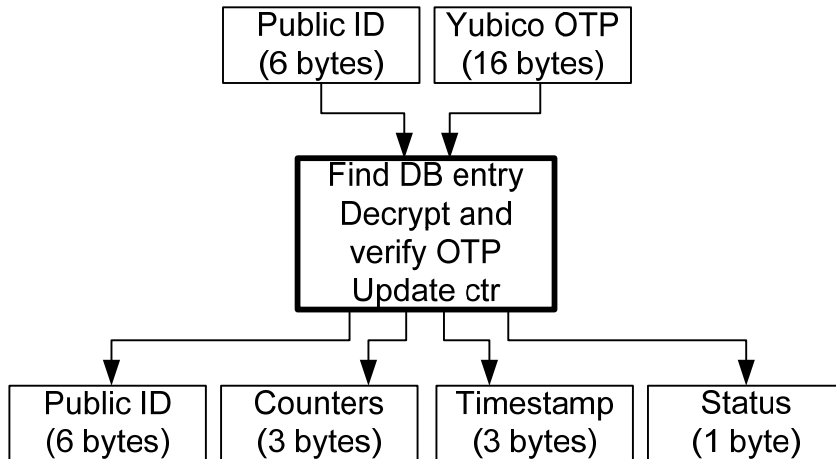 Public ID
(6 bytes)
Yubico OTP
(16 bytes)
Find DB entry
Decrypt and
verify OTP
Update ctr
Public ID
(6 bytes)
Counters
(3 bytes)
Timestamp
(3 bytes)
Status
(1 byte)